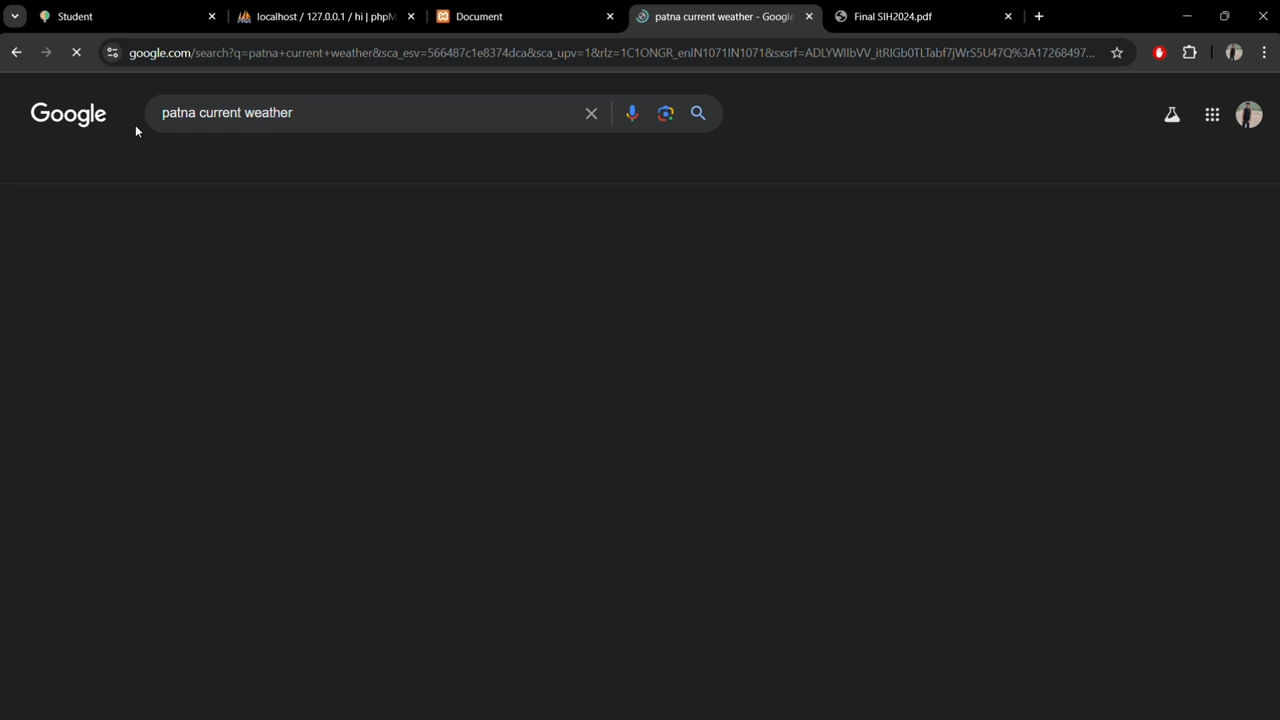 Student
localhost / 127.0.0.1 / hi | phpM
Document
patna current weather - Google
Final SIH2024.pdf
google.com/search?q=patna+current+weather&sca_esv=566487c1e8374dca&sca_upv=1&rlz=1C1ONGR_enIN1071IN1071&sxsrf=ADLYWIIbVV_itRIGb0TLTabf7jWrS5U47Q%3A17268497...
Google
patna current weather